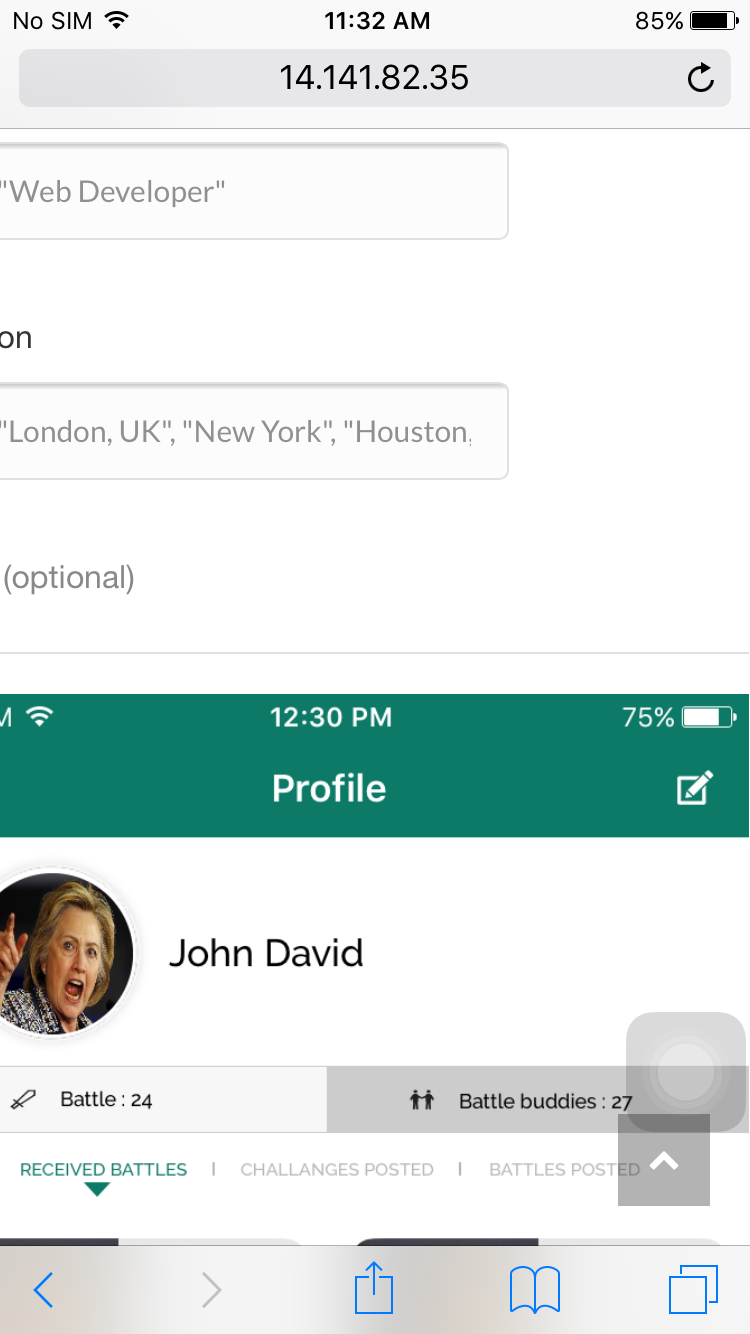 No SIM 11:32 AM 85%
14.141.82.35
"Web Developer"
on
"London, UK", "New York", "Houston,
(optional)
M 12:30 PM 75%
Profile
John David
Battle : 24 Battle buddies : 27
RECEIVED BATTLES | CHALLANGES POSTED | BATTLES POSTED